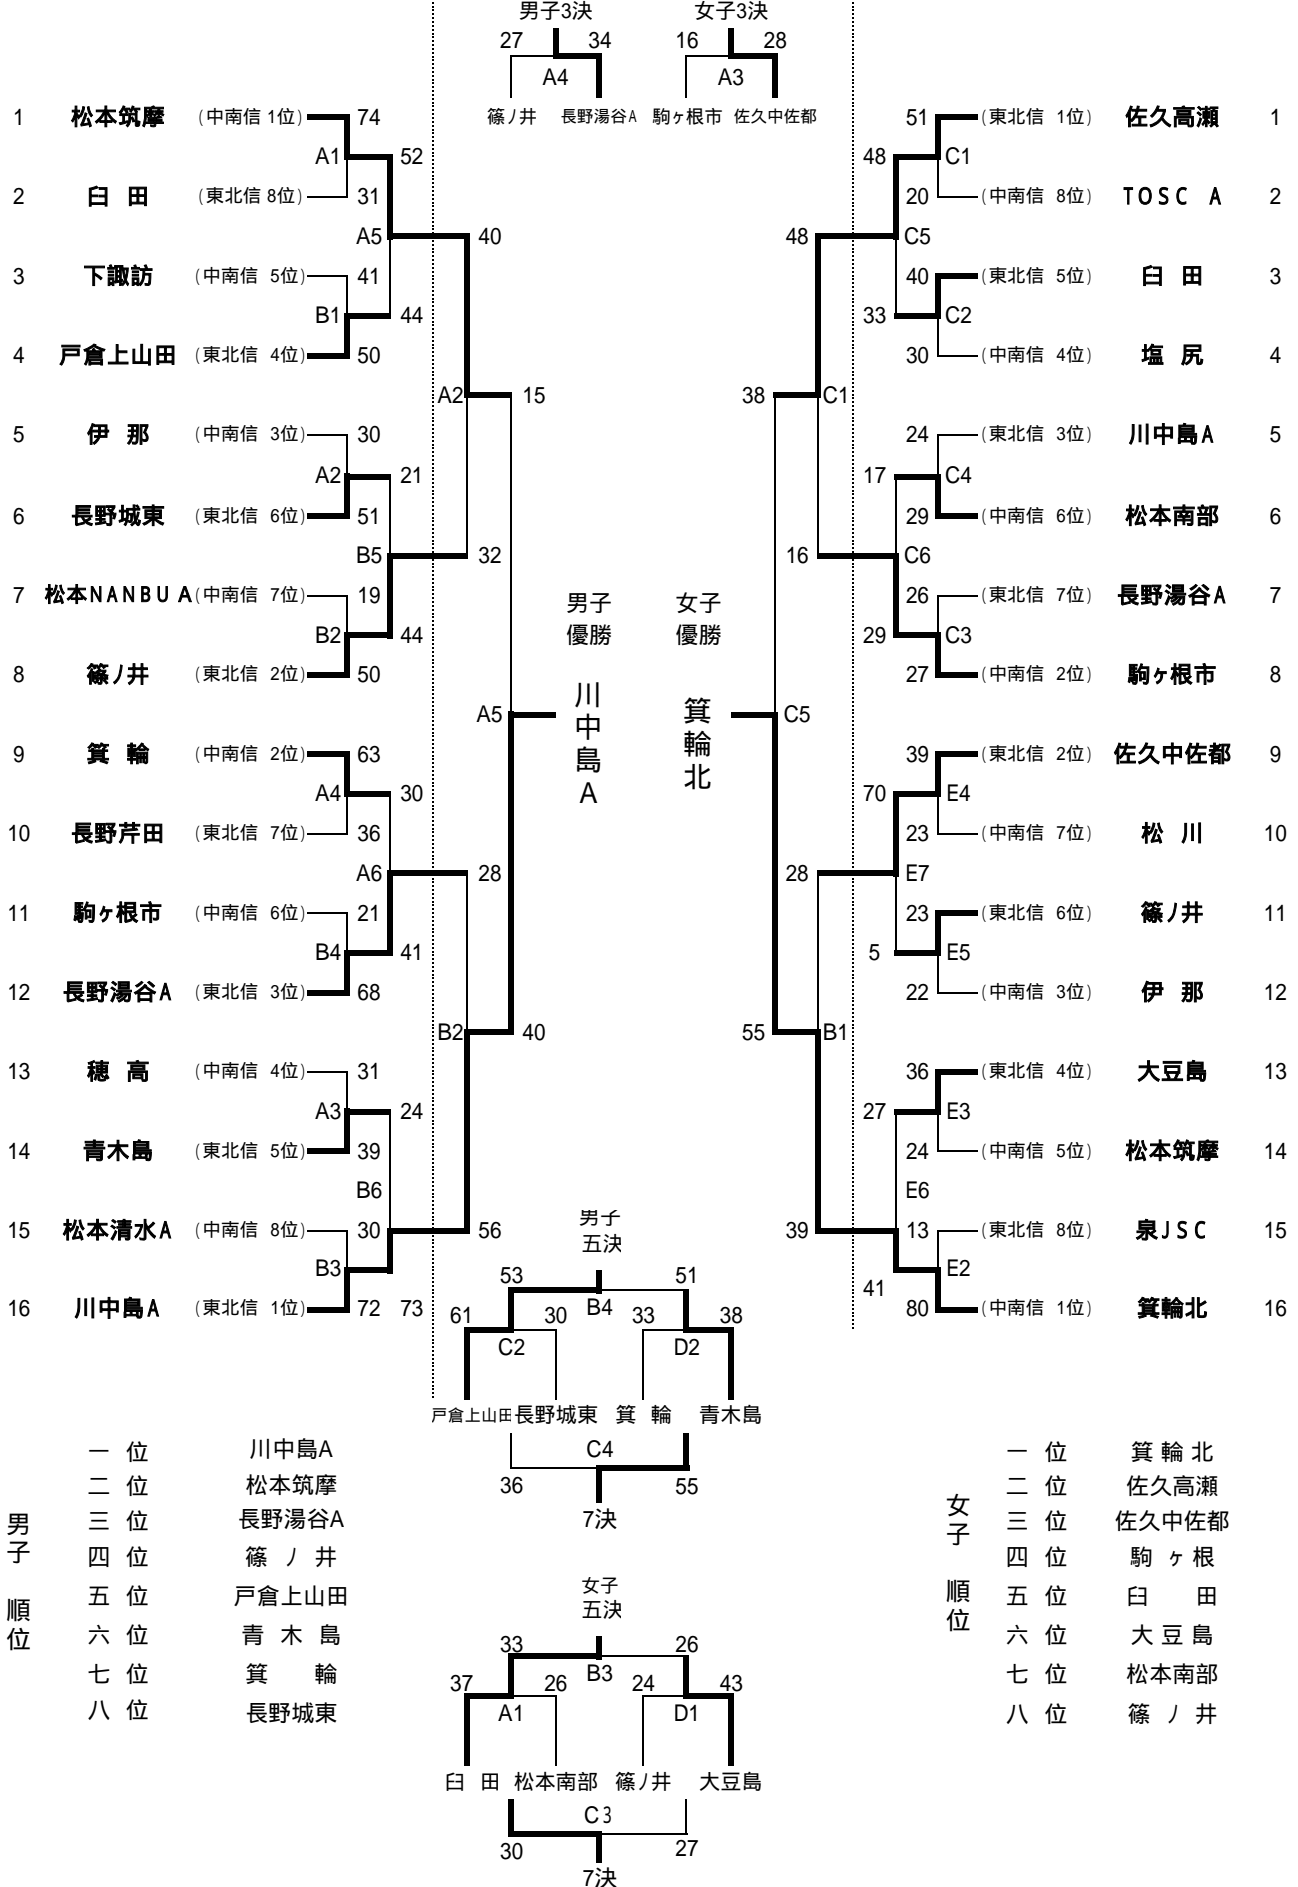 男子3決 女子3決
27 34 16 28
A4 A3
篠ノ井 長野湯谷A 駒ヶ根市 佐久中佐都
1 松本筑摩 (中南信 1位) 74 51 (東北信 1位) 佐久高瀬 1
A1 52 48 C1
2 臼 田 (東北信 8位) 31 20 (中南信 8位) TOSC A 2
A5 40 48 C5
3 下諏訪 (中南信 5位) 41 40 (東北信 5位) 臼 田 3
B1 44 33 C2
4 戸倉上山田 (東北信 4位) 50 30 (中南信 4位) 塩 尻 4
A2 15 38 C1
5 伊 那 (中南信 3位) 30 24 (東北信 3位) 川中島A 5
A2 21 17 C4
6 長野城東 (東北信 6位) 51 29 (中南信 6位) 松本南部 6
B5 32 16 C6
7 松本NANBU A (中南信 7位) 19 26 (東北信 7位) 長野湯谷A 7
男子 女子
B2 44 優勝 優勝 29 C3
8 篠ノ井 (東北信 2位) 50 27 (中南信 2位) 駒ヶ根市 8
川中島A 箕輪北
A5 C5
9 箕 輪 (中南信 2位) 63 39 (東北信 2位) 佐久中佐都 9
A4 30 70 E4
10 長野芹田 (東北信 7位) 36 23 (中南信 7位) 松 川 10
A6 28 28 E7
11 駒ヶ根市 (中南信 6位) 21 23 (東北信 6位) 篠ノ井 11
B4 41 5 E5
12 長野湯谷A (東北信 3位) 68 22 (中南信 3位) 伊 那 12
B2 40 55 B1
13 穂 高 (中南信 4位) 31 36 (東北信 4位) 大豆島 13
A3 24 27 E3
14 青木島 (東北信 5位) 39 24 (中南信 5位) 松本筑摩 14
B6 E6
15 松本清水A (中南信 8位) 30 56 39 13 (東北信 8位) 泉JSC 15
男子
五決
B3 E2
16 川中島A (東北信 1位) 72 73 41 80 (中南信 1位) 箕輪北 16
53 51
B4
61 30 33 38
C2 D2
戸倉上山田 長野城東 箕 輪 青木島
C4
36 55
7決
男子 順位
一 位 川中島A
二 位 松本筑摩
三 位 長野湯谷A
四 位 篠 ノ 井
五 位 戸倉上山田
六 位 青 木 島
七 位 箕 輪
八 位 長野城東
女子 順位
一 位 箕 輪 北
二 位 佐久高瀬
三 位 佐久中佐都
四 位 駒 ヶ 根
五 位 臼 田
六 位 大 豆 島
七 位 松本南部
八 位 篠 ノ 井
女子
五決
33 26
B3
37 26 24 43
A1 D1
臼 田 松本南部 篠ノ井 大豆島
C3
30 27
7決